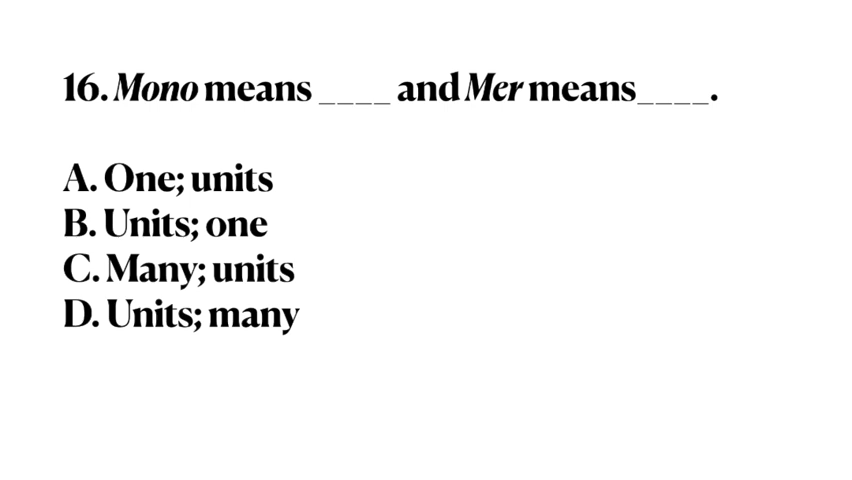 16. Mono means ____ and Mer means____.
A. One; units
B. Units; one
C. Many; units
D. Units; many